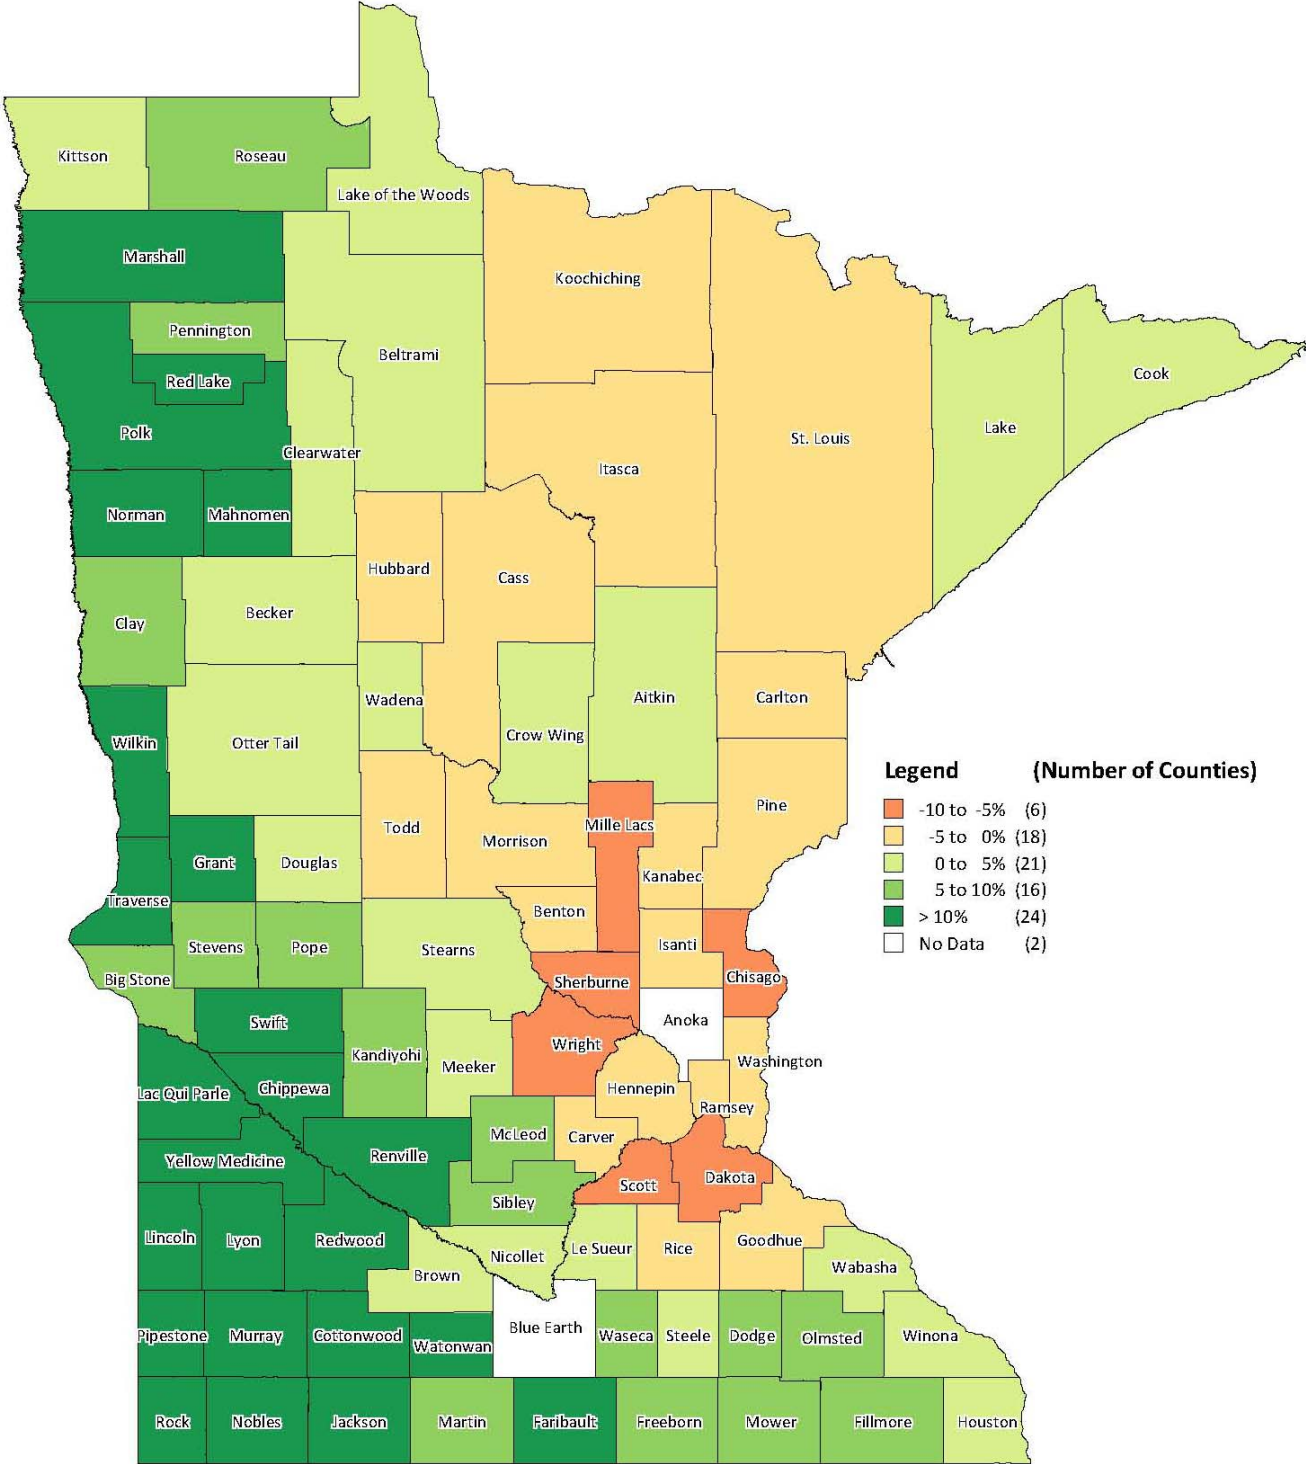 Kittson
Roseau
Lake of the Woods
Marshall
Koochiching
Pennington
Beltrami
Cook
Red Lake
Lake
Polk
St. Louis
Clearwater
Itasca
Norman
Mahnomen
Hubbard
Cass
Becker
Clay
Wadena
Aitkin
Carlton
Crow Wing
Wilkin
Otter Tail
Legend (Number of Counties)
-10 to -5% (6)
-5 to 0% (18)
0 to 5% (21)
5 to 10% (16)
> 10% (24)
No Data (2)
Pine
Todd
Mille Lacs
Morrison
Grant
Douglas
Kanabec
Traverse
Benton
Stevens
Pope
Stearns
Isanti
Big Stone
Sherburne
Chisago
Swift
Anoka
Wright
Kandiyohi
Washington
Meeker
Lac Qui Parle
Chippewa
Hennepin
Ramsey
McLeod
Carver
Yellow Medicine
Renville
Dakota
Scott
Sibley
Lincoln
Lyon
Redwood
Nicollet
Le Sueur
Rice
Goodhue
Wabasha
Brown
Blue Earth
Pipestone
Murray
Cottonwood
Watonwan
Waseca
Steele
Dodge
Olmsted
Winona
Rock
Nobles
Jackson
Martin
Faribault
Freeborn
Mower
Fillmore
Houston